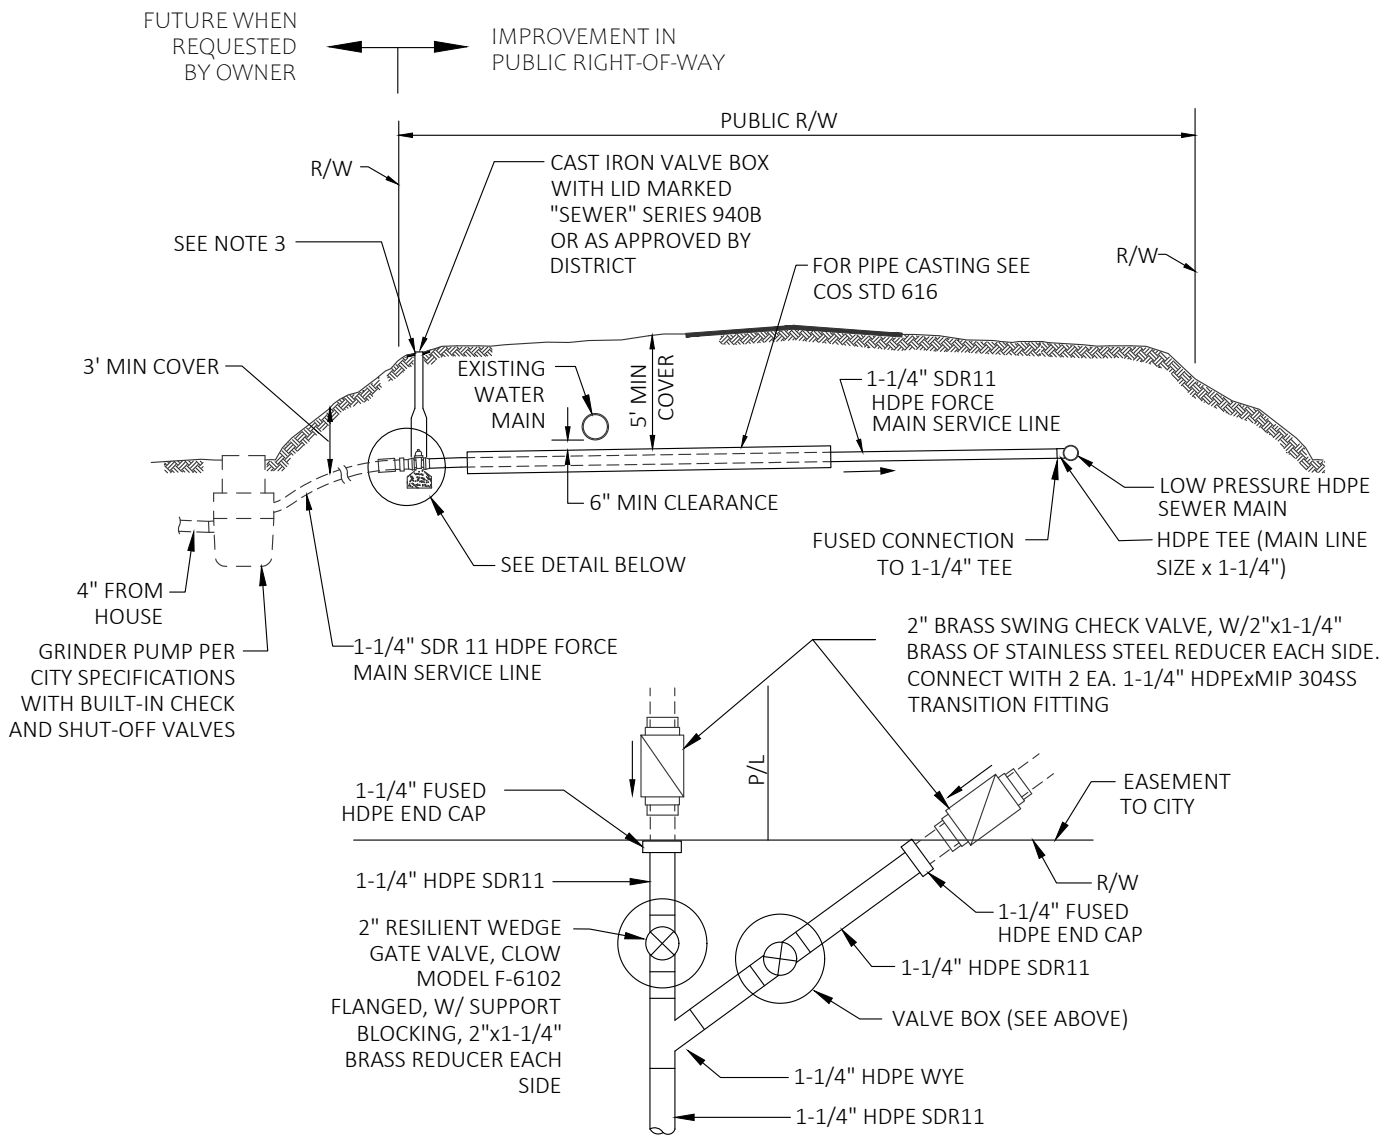 FUTURE WHEN
REQUESTED
BY OWNER
IMPROVEMENT IN
PUBLIC RIGHT-OF-WAY
PUBLIC R/W
R/W
CAST IRON VALVE BOX
WITH LID MARKED
"SEWER" SERIES 940B
OR AS APPROVED BY
DISTRICT
SEE NOTE 3
FOR PIPE CASTING SEE
COS STD 616
R/W
3' MIN COVER
EXISTING
WATER
MAIN
5' MIN
COVER
1-1/4" SDR11
HDPE FORCE
MAIN SERVICE LINE
6" MIN CLEARANCE
LOW PRESSURE HDPE
SEWER MAIN
FUSED CONNECTION
TO 1-1/4" TEE
HDPE TEE (MAIN LINE
SIZE x 1-1/4")
SEE DETAIL BELOW
4" FROM
HOUSE
GRINDER PUMP PER
CITY SPECIFICATIONS
WITH BUILT-IN CHECK
AND SHUT-OFF VALVES
1-1/4" SDR 11 HDPE FORCE
MAIN SERVICE LINE
2" BRASS SWING CHECK VALVE, W/2"x1-1/4"
BRASS OF STAINLESS STEEL REDUCER EACH SIDE.
CONNECT WITH 2 EA. 1-1/4" HDPExMIP 304SS
TRANSITION FITTING
P/L
1-1/4" FUSED
HDPE END CAP
EASEMENT
TO CITY
1-1/4" HDPE SDR11
R/W
2" RESILIENT WEDGE
GATE VALVE, CLOW
MODEL F-6102
FLANGED, W/ SUPPORT
BLOCKING, 2"x1-1/4"
BRASS REDUCER EACH
SIDE
1-1/4" FUSED
HDPE END CAP
1-1/4" HDPE SDR11
VALVE BOX (SEE ABOVE)
1-1/4" HDPE WYE
1-1/4" HDPE SDR11